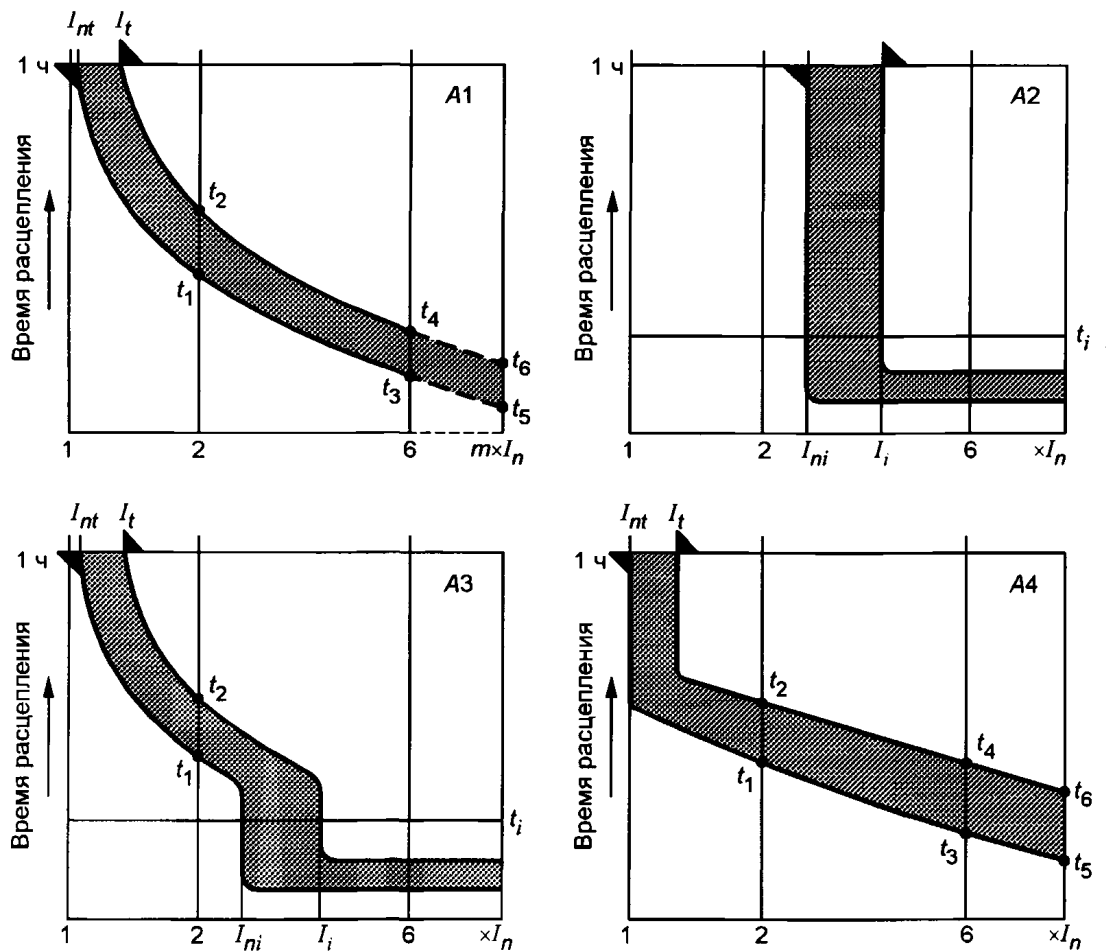 I_nt I_t
1 ч
A1
Время расцепления
t_2
t_1
t_4
t_3
t_6
t_5
1 2 6 m×I_n
1 ч
A2
Время расцепления
t_i
1 2 I_ni I_i 6 ×I_n
I_nt I_t
1 ч
A3
Время расцепления
t_2
t_1
t_i
1 2 I_ni I_i 6 ×I_n
I_nt I_t
1 ч
A4
Время расцепления
t_2
t_1
t_4
t_3
t_6
t_5
1 2 6 ×I_n